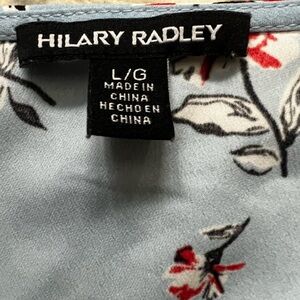 HILARY RADLEY
L/G
MADE IN
CHINA
HECHO EN
CHINA